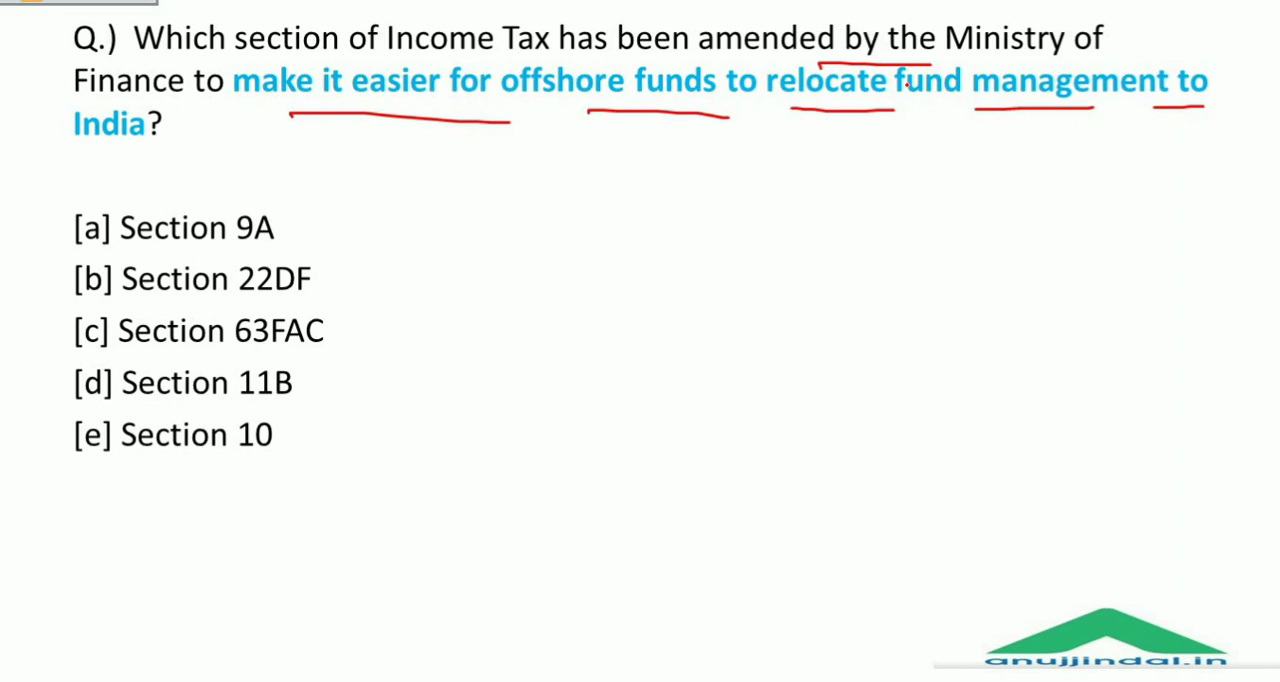 Q.) Which section of Income Tax has been amended by the Ministry of
Finance to make it easier for offshore funds to relocate fund management to
India?
[a] Section 9A
[b] Section 22DF
[c] Section 63FAC
[d] Section 11B
[e] Section 10
anujjindal.in